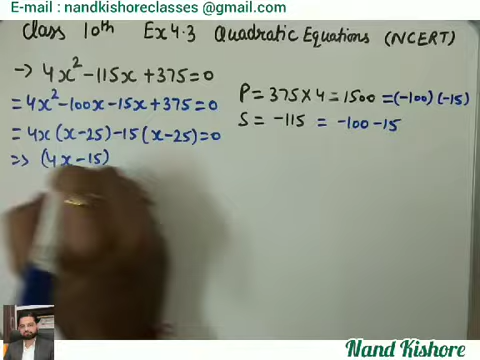 E-mail : nandkishoreclasses@gmail.com
Class 10th Ex 4.3 Quadratic Equations (NCERT)
→ 4x² - 115x + 375 = 0
= 4x² - 100x - 15x + 375 = 0
P = 375 × 4 = 1500 = (-100) (-15)
= 4x (x - 25) - 15 (x - 25) = 0
S = -115 = -100 - 15
⇒ (4x - 15)
Nand Kishore